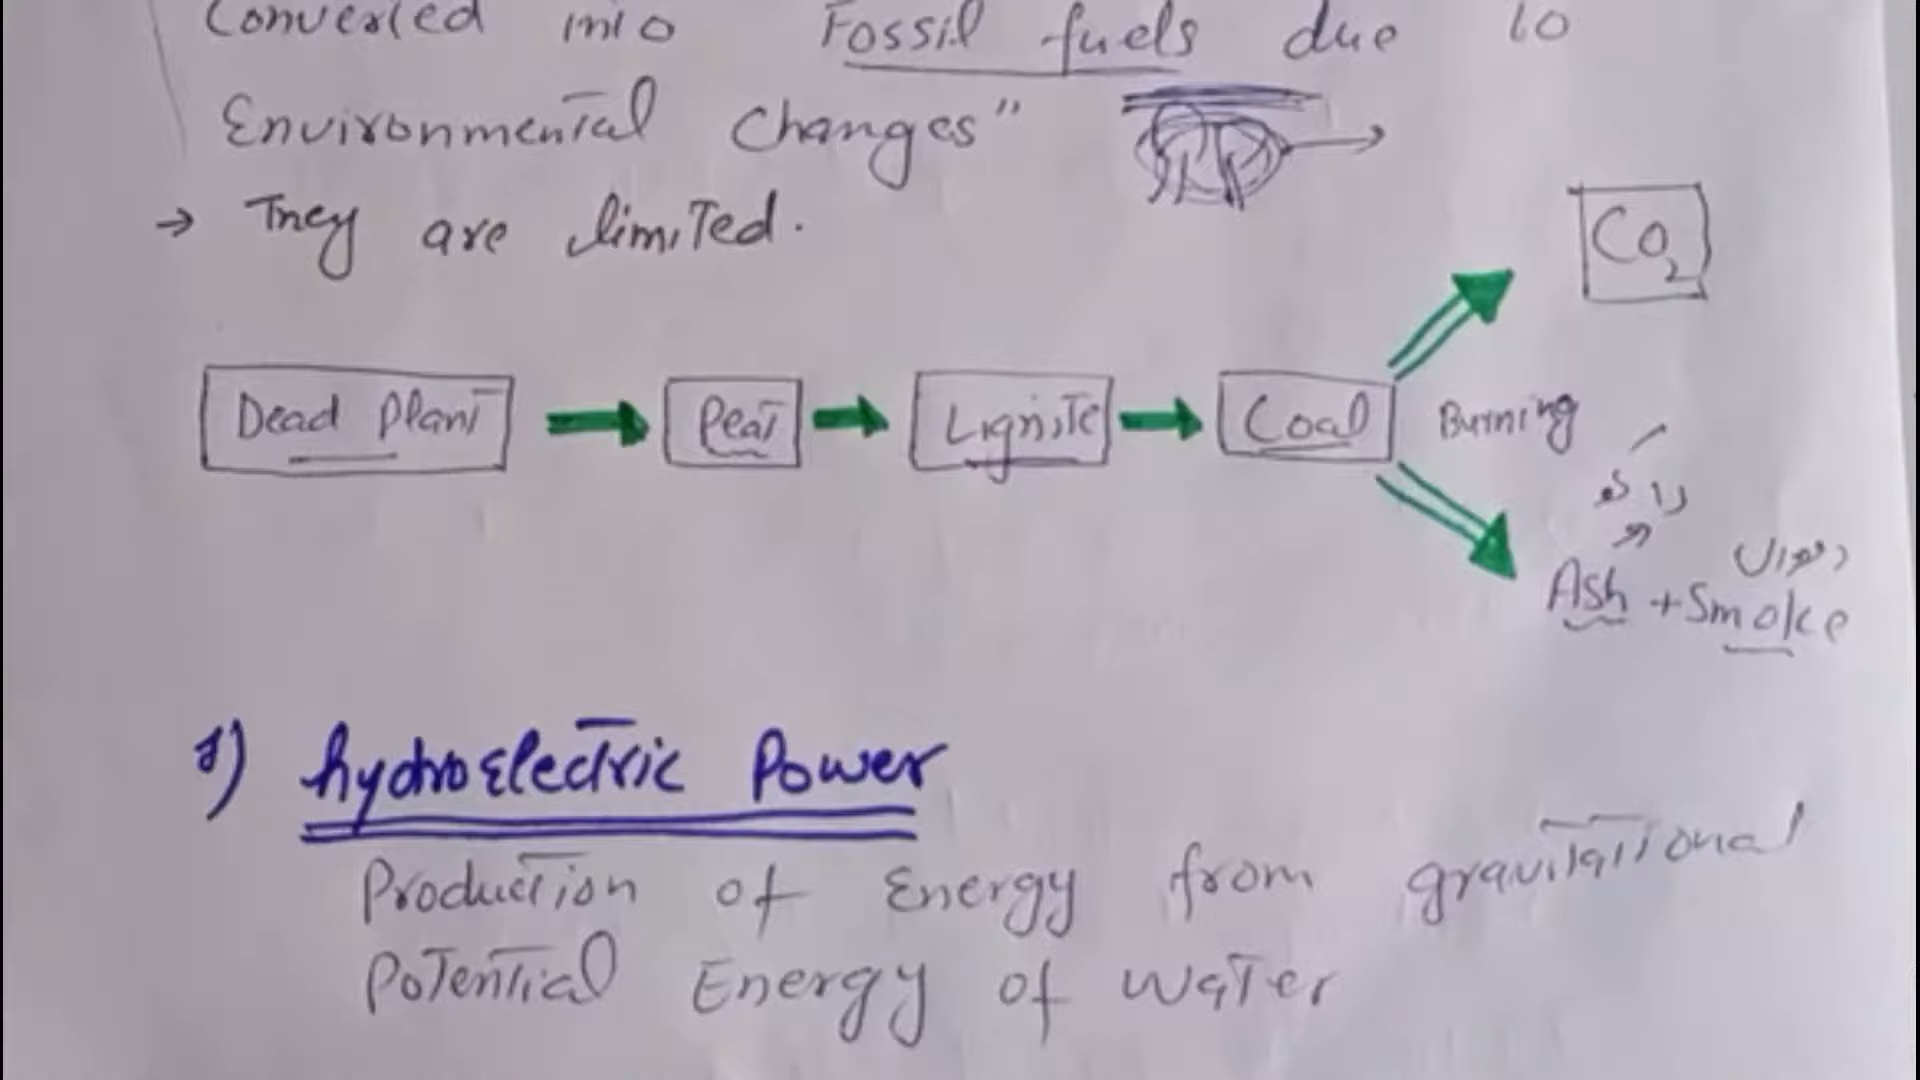 Converted into Fossil fuels due to
Environmental Changes"
→ They are limited.
CO₂
Dead Plant → Peat → Lignite → Coal
Burning
دھواں
Ash + Smoke
hydroElectric Power
Production of Energy from gravitational
Potential Energy of water